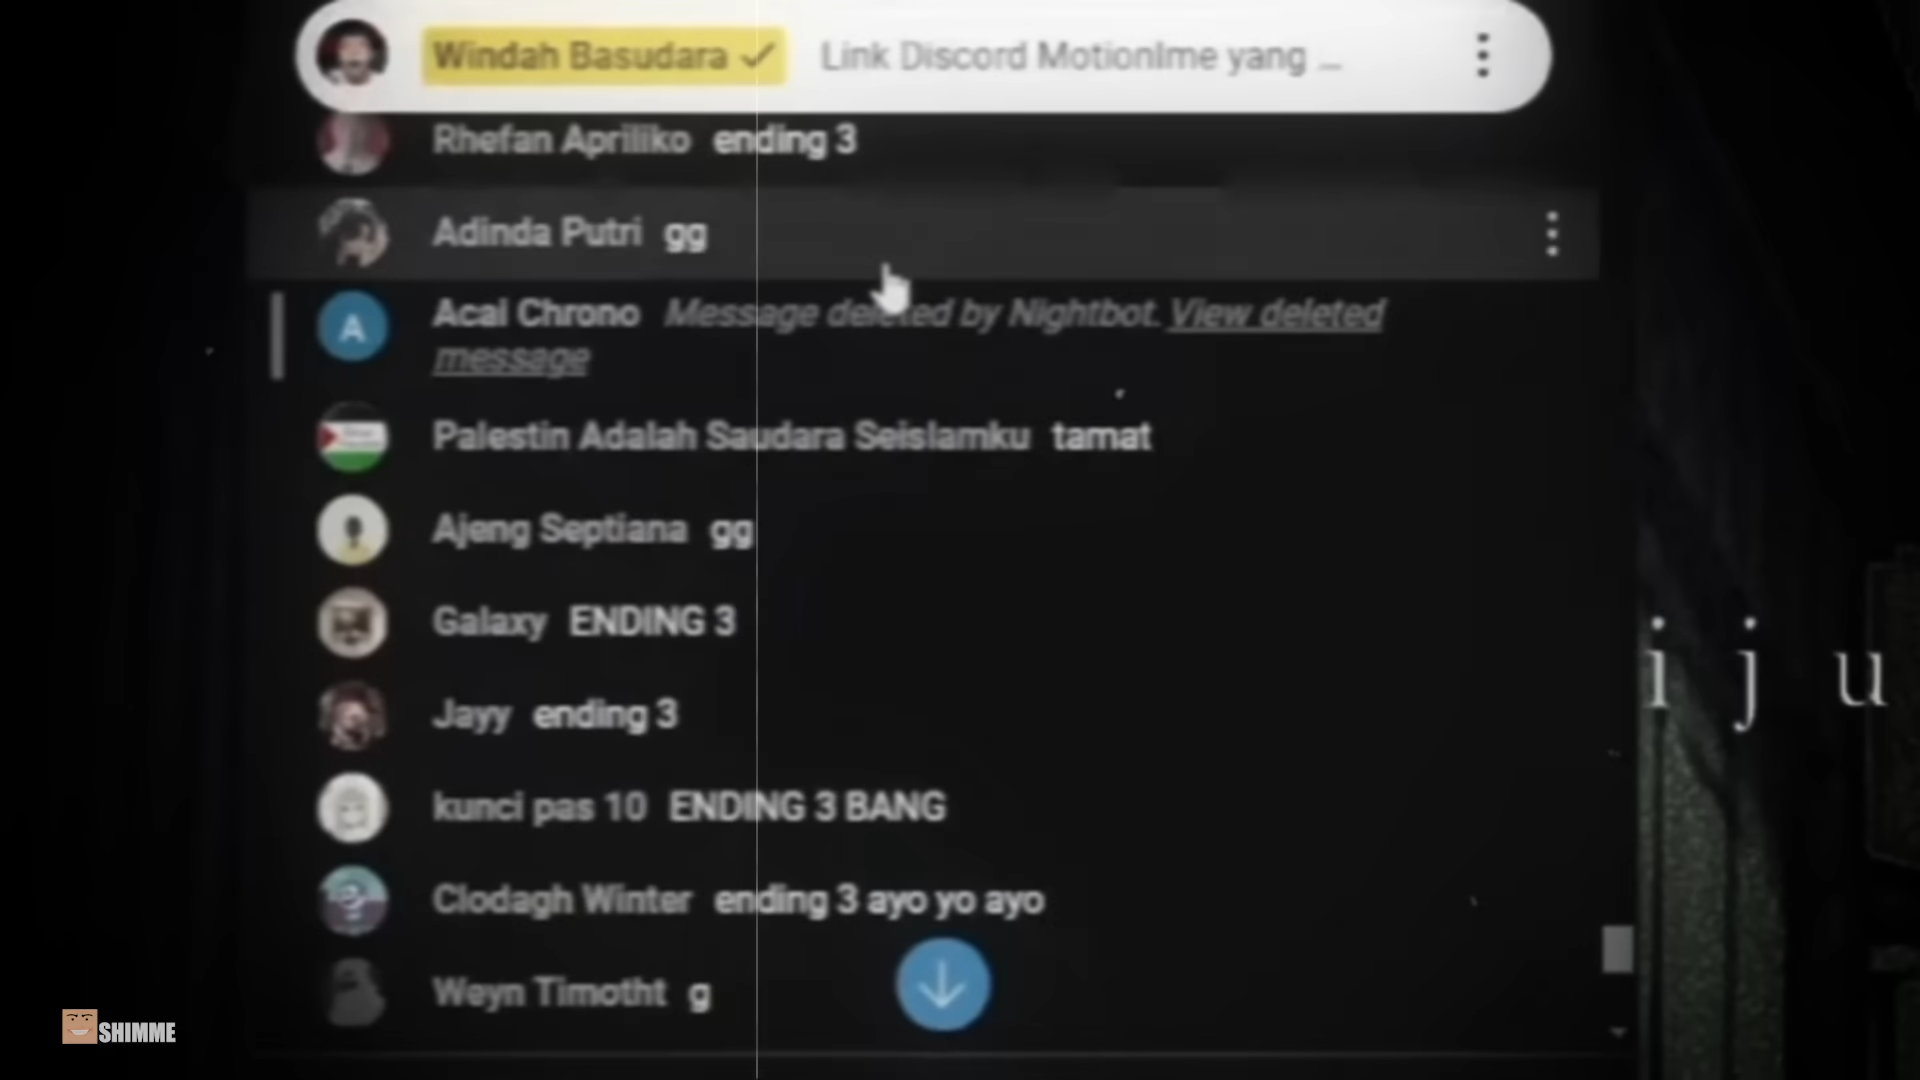 Windah Basudara Link Discord MotionIme yang ...
Rhefan Apriliko ending 3
Adinda Putri gg
A
Acal Chrono Message deleted by Nightbot. View deleted
message
Palestin Adalah Saudara Seislamku tamat
Ajeng Septiana gg
Galaxy ENDING 3
i j u
Jayy ending 3
kunci pas 10 ENDING 3 BANG
Clodagh Winter ending 3 ayo yo ayo
Weyn Timotht g
SHIMME